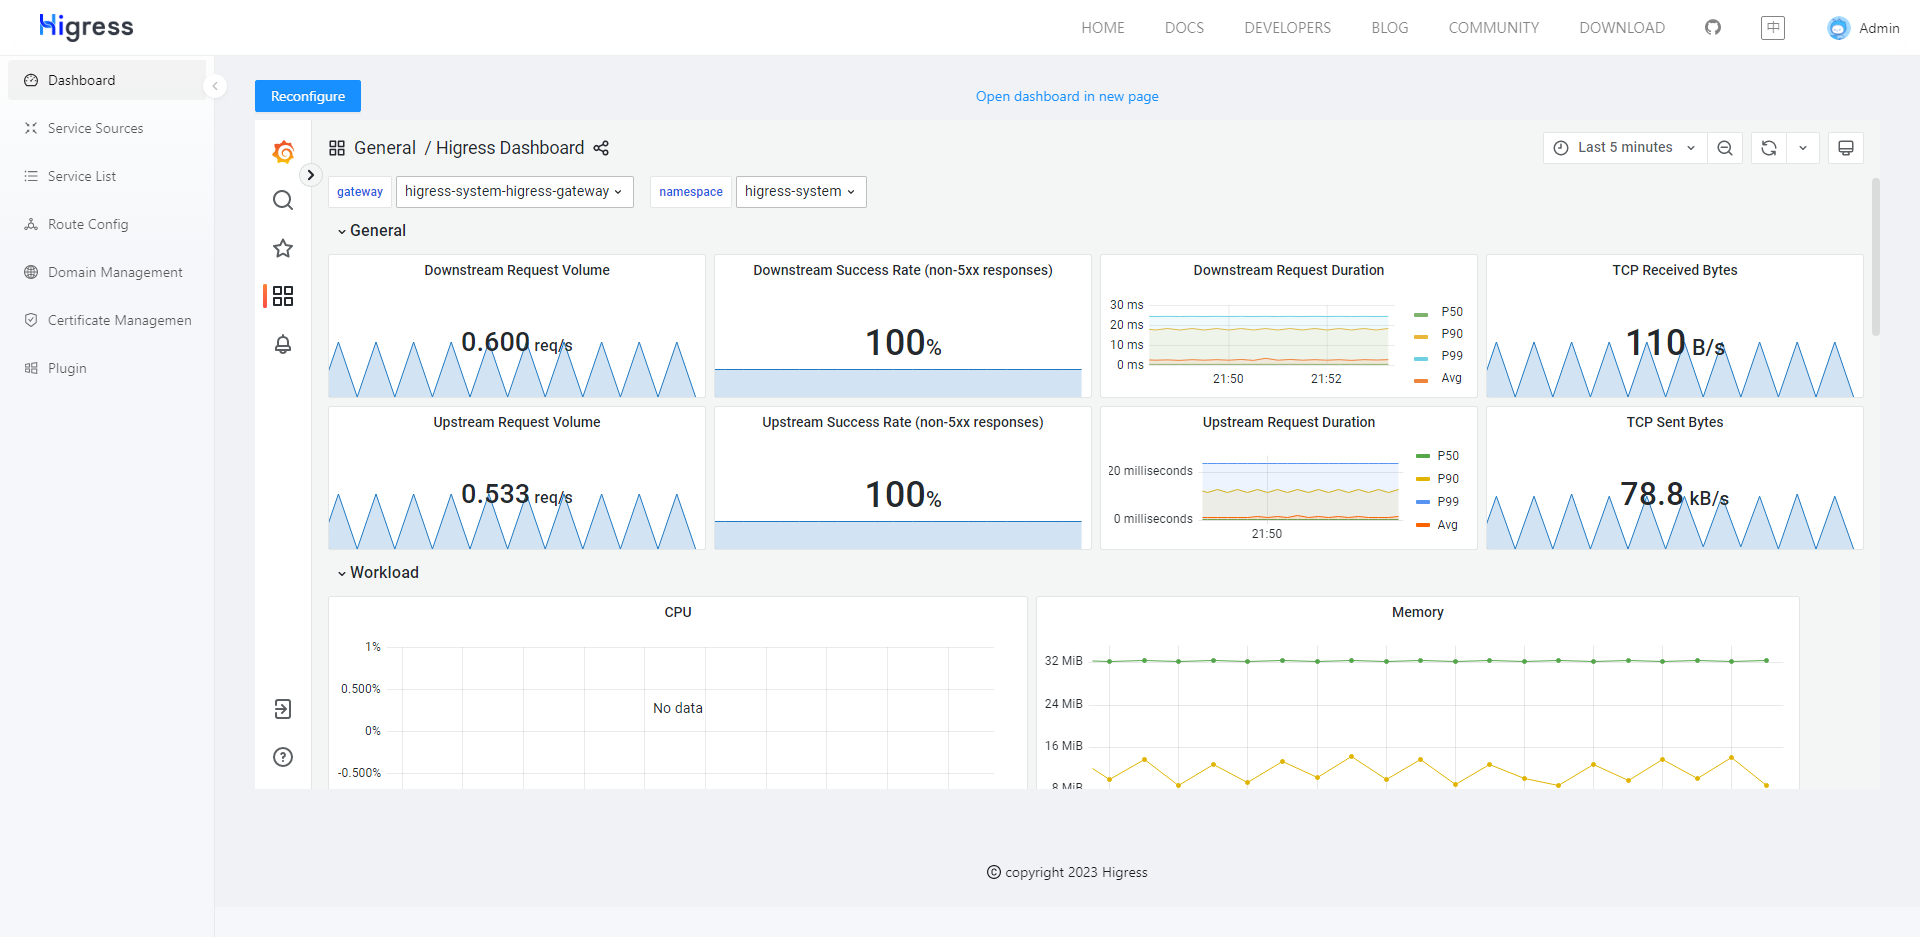 Higress
HOME
DOCS
DEVELOPERS
BLOG
COMMUNITY
DOWNLOAD
中
Admin
Dashboard
Service Sources
Service List
Route Config
Domain Management
Certificate Managemen
Plugin
Reconfigure
Open dashboard in new page
General / Higress Dashboard
Last 5 minutes
gateway
higress-system-higress-gateway
namespace
higress-system
General
Downstream Request Volume
0.600 req/s
Downstream Success Rate (non-5xx responses)
100%
Downstream Request Duration
30 ms
20 ms
10 ms
0 ms
21:50
21:52
P50
P90
P99
Avg
TCP Received Bytes
110 B/s
Upstream Request Volume
0.533 req/s
Upstream Success Rate (non-5xx responses)
100%
Upstream Request Duration
20 milliseconds
0 milliseconds
21:50
P50
P90
P99
Avg
TCP Sent Bytes
78.8 kB/s
Workload
CPU
1%
0.500%
0%
-0.500%
No data
Memory
32 MiB
24 MiB
16 MiB
8 MiB
© copyright 2023 Higress